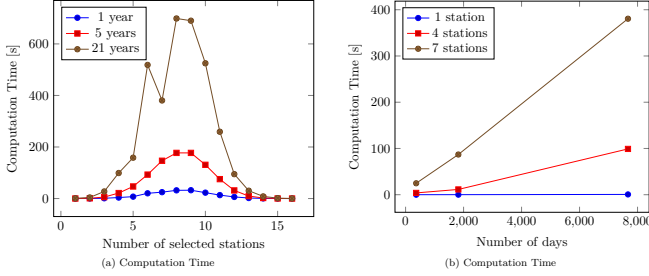 1 year
5 years
21 years
600
400
200
0
Computation Time [s]
0
5
10
15
Number of selected stations
(a) Computation Time
1 station
4 stations
7 stations
400
300
200
100
0
Computation Time [s]
0
2,000
4,000
6,000
8,000
Number of days
(b) Computation Time